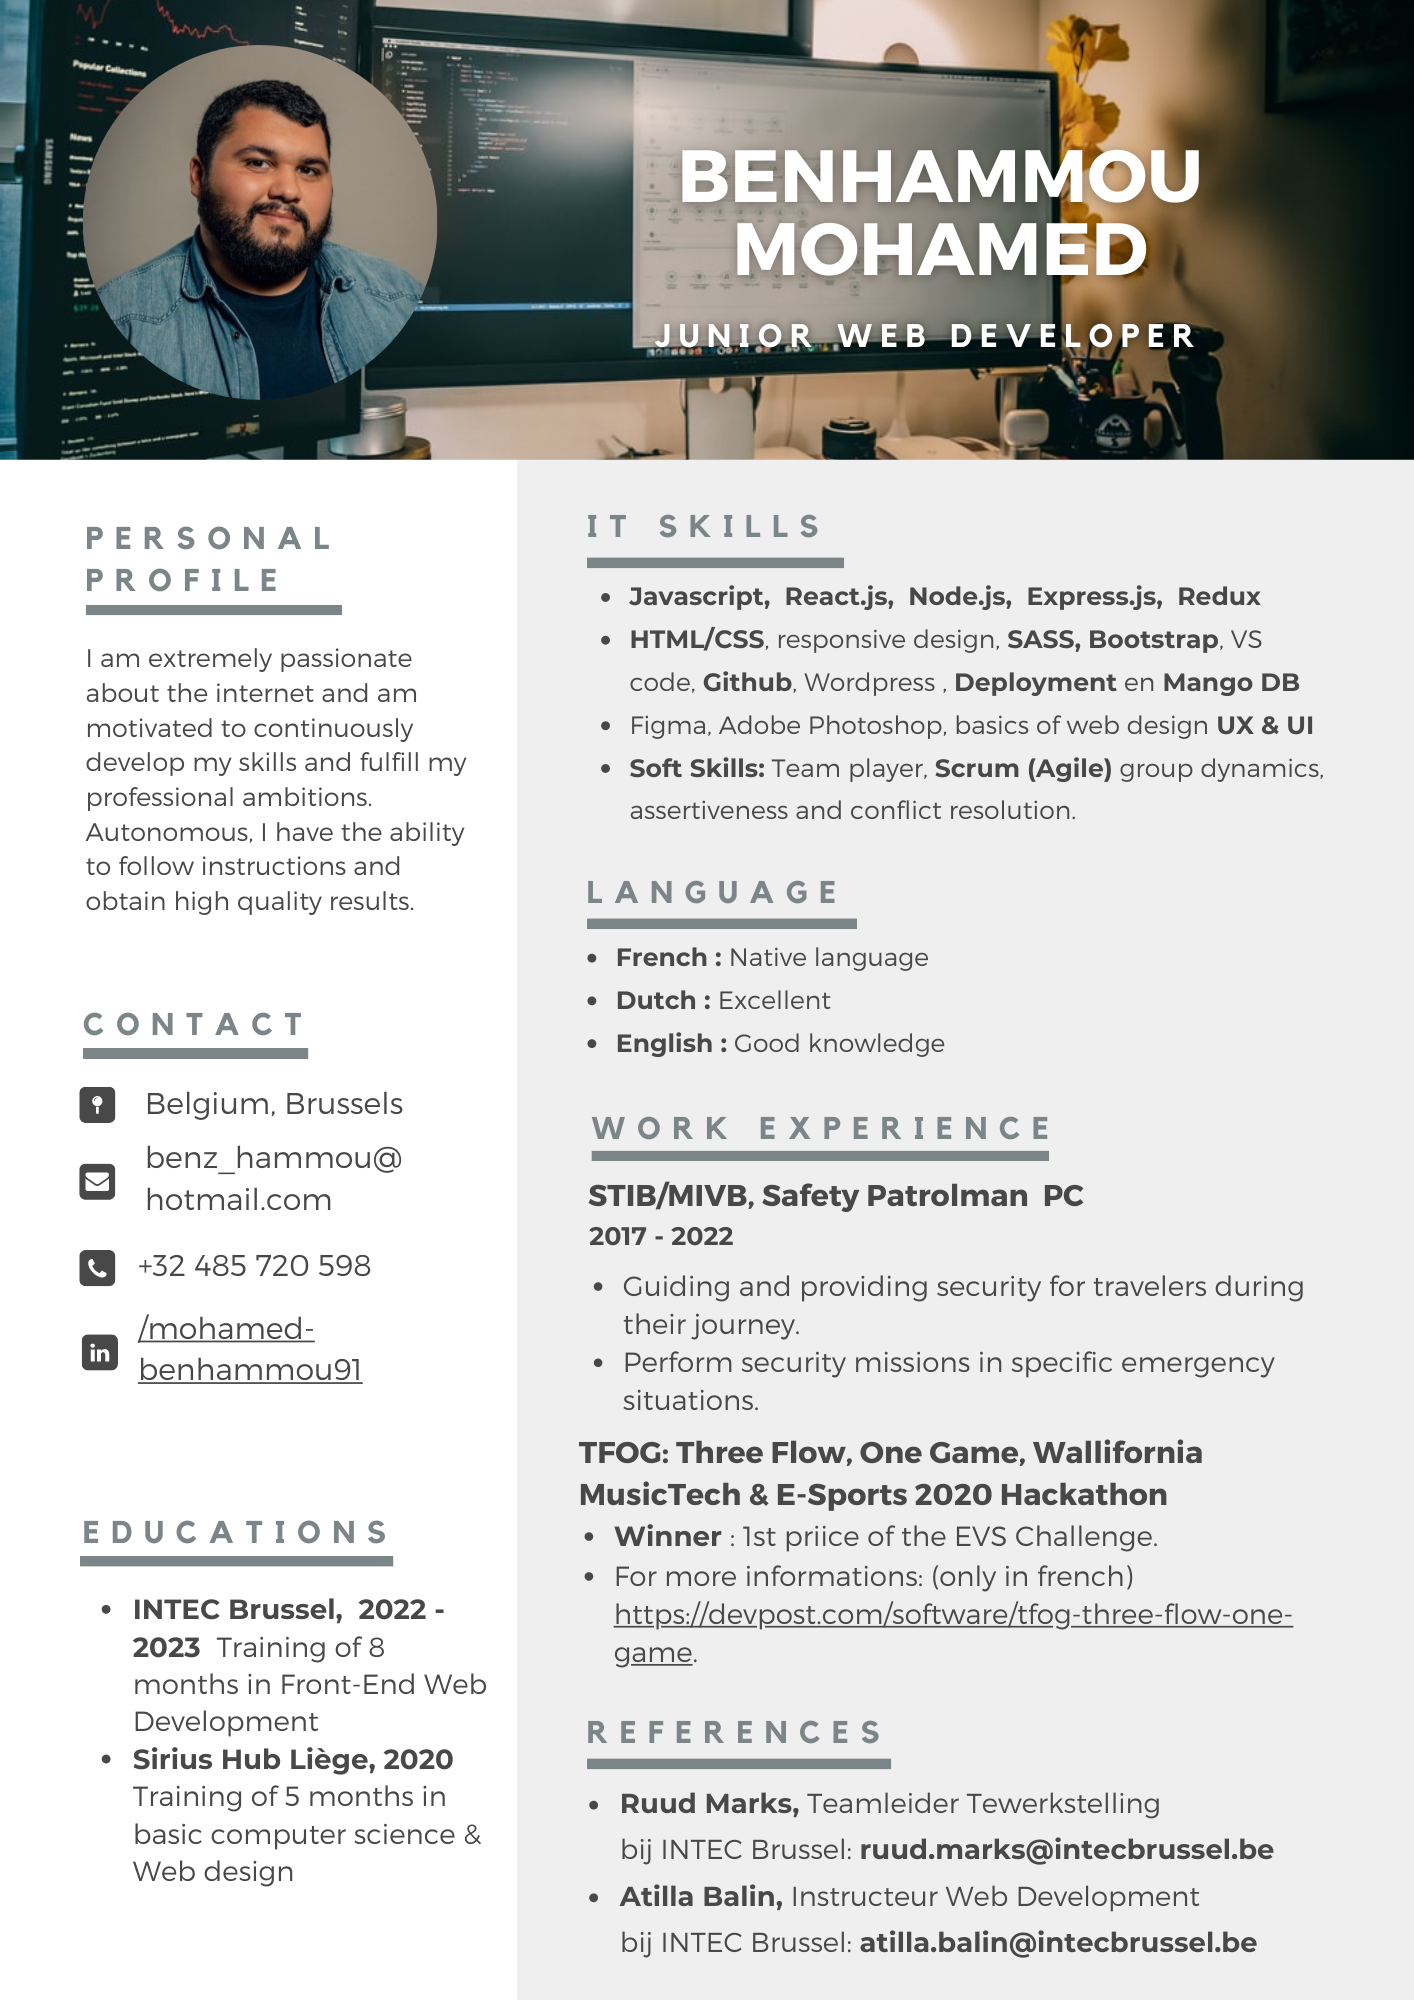 Popular Collections
News
SAMSUNG
BENHAMMOU
MOHAMED
JUNIOR WEB DEVELOPER
PERSONAL
PROFILE
I am extremely passionate
about the internet and am
motivated to continuously
develop my skills and fulfill my
professional ambitions.
Autonomous, I have the ability
to follow instructions and
obtain high quality results.
CONTACT
Belgium, Brussels
benz_hammou@
hotmail.com
+32 485 720 598
in
/mohamed-
benhammou91
EDUCATIONS
INTEC Brussel, 2022 -
2023 Training of 8
months in Front-End Web
Development
Sirius Hub Liège, 2020
Training of 5 months in
basic computer science &
Web design
IT SKILLS
Javascript, React.js, Node.js, Express.js, Redux
HTML/CSS, responsive design, SASS, Bootstrap, VS
code, Github, Wordpress , Deployment en Mango DB
Figma, Adobe Photoshop, basics of web design UX & UI
Soft Skills: Team player, Scrum (Agile) group dynamics,
assertiveness and conflict resolution.
LANGUAGE
French : Native language
Dutch : Excellent
English : Good knowledge
WORK EXPERIENCE
STIB/MIVB, Safety Patrolman PC
2017 - 2022
Guiding and providing security for travelers during
their journey.
Perform security missions in specific emergency
situations.
TFOG: Three Flow, One Game, Wallifornia
MusicTech & E-Sports 2020 Hackathon
Winner : 1st priice of the EVS Challenge.
For more informations: (only in french)
https://devpost.com/software/tfog-three-flow-one-
game.
REFERENCES
Ruud Marks, Teamleider Tewerkstelling
bij INTEC Brussel: ruud.marks@intecbrussel.be
Atilla Balin, Instructeur Web Development
bij INTEC Brussel: atilla.balin@intecbrussel.be